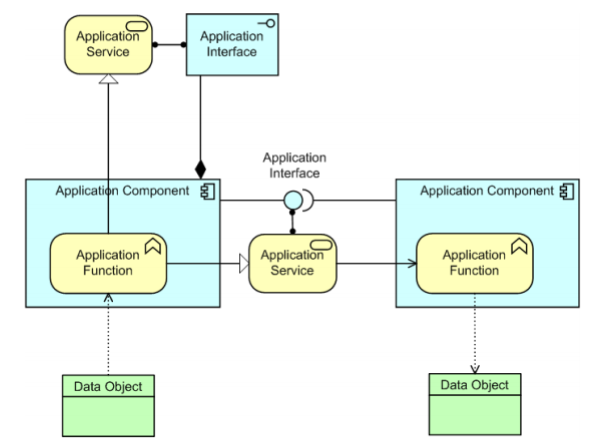 Application
Service
Application
Interface
Application
Interface
Application Component
Application Component
Application
Function
Application
Service
Application
Function
Data Object
Data Object